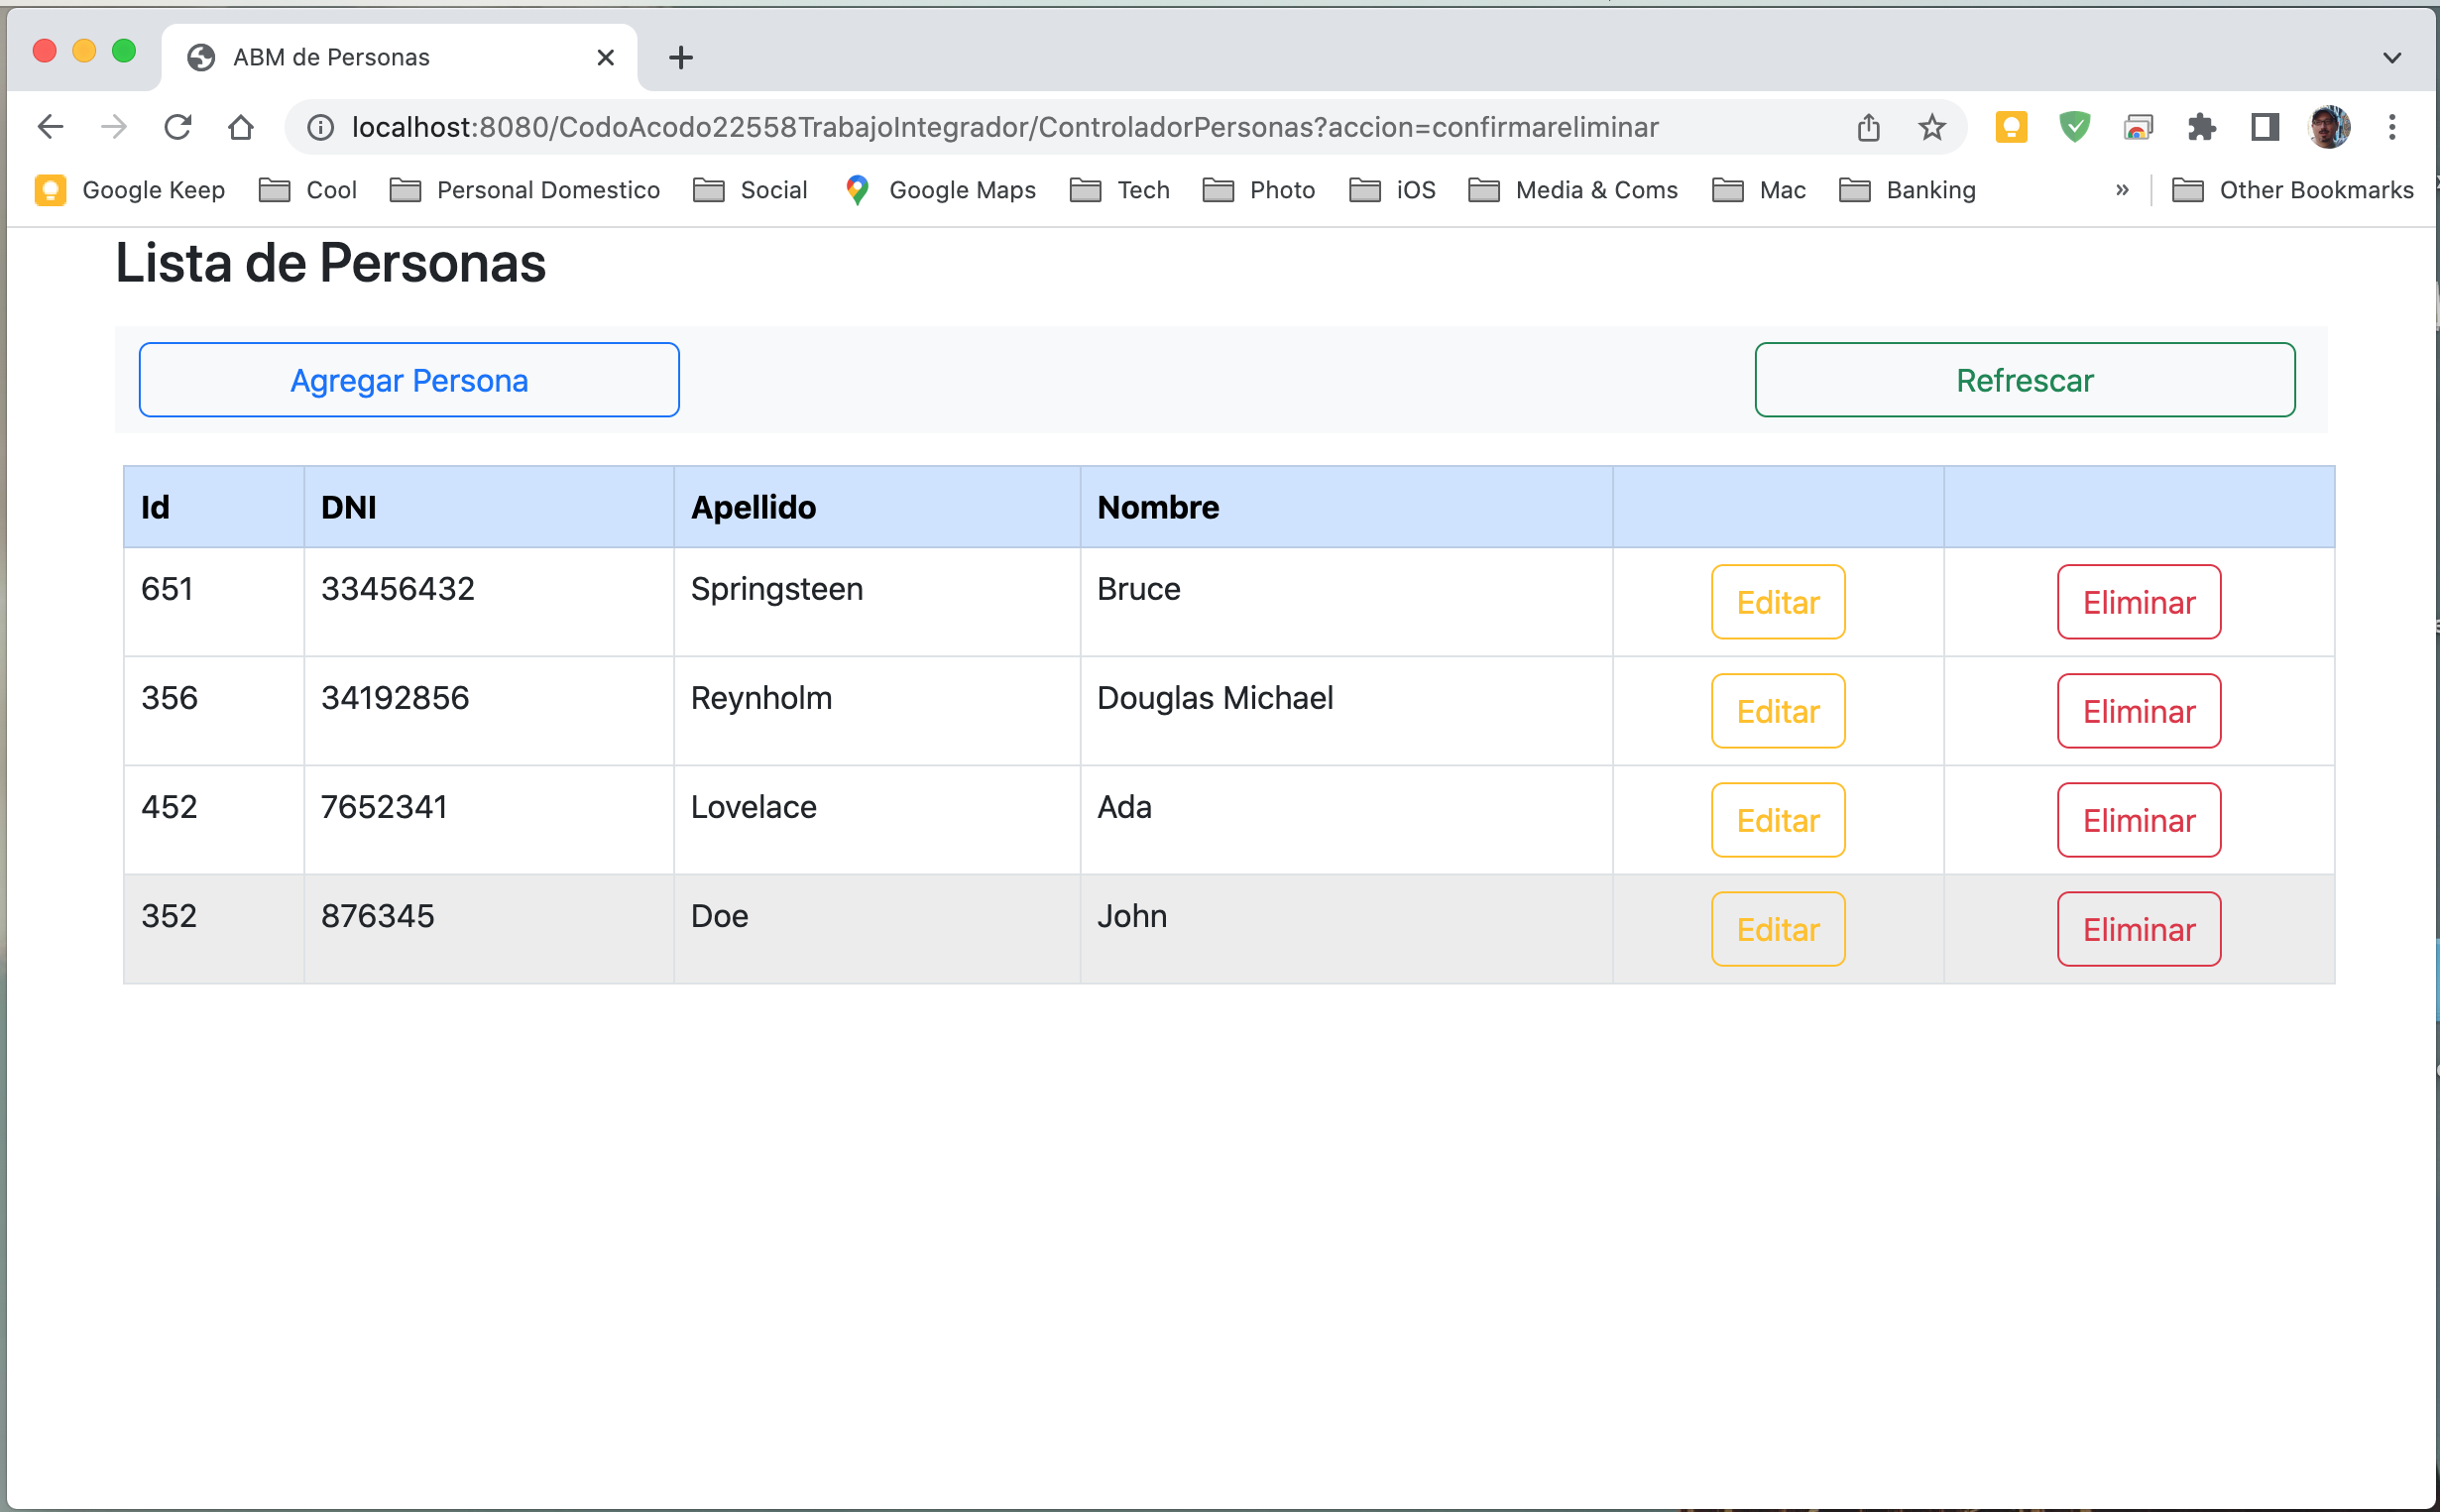 ABM de Personas
localhost:8080/CodoAcodo22558TrabajoIntegrador/ControladorPersonas?accion=confirmareliminar
Google Keep Cool Personal Domestico Social Google Maps Tech Photo iOS Media & Coms Mac Banking » Other Bookmarks
Lista de Personas
Agregar Persona Refrescar
Id DNI Apellido Nombre
651 33456432 Springsteen Bruce Editar Eliminar
356 34192856 Reynholm Douglas Michael Editar Eliminar
452 7652341 Lovelace Ada Editar Eliminar
352 876345 Doe John Editar Eliminar